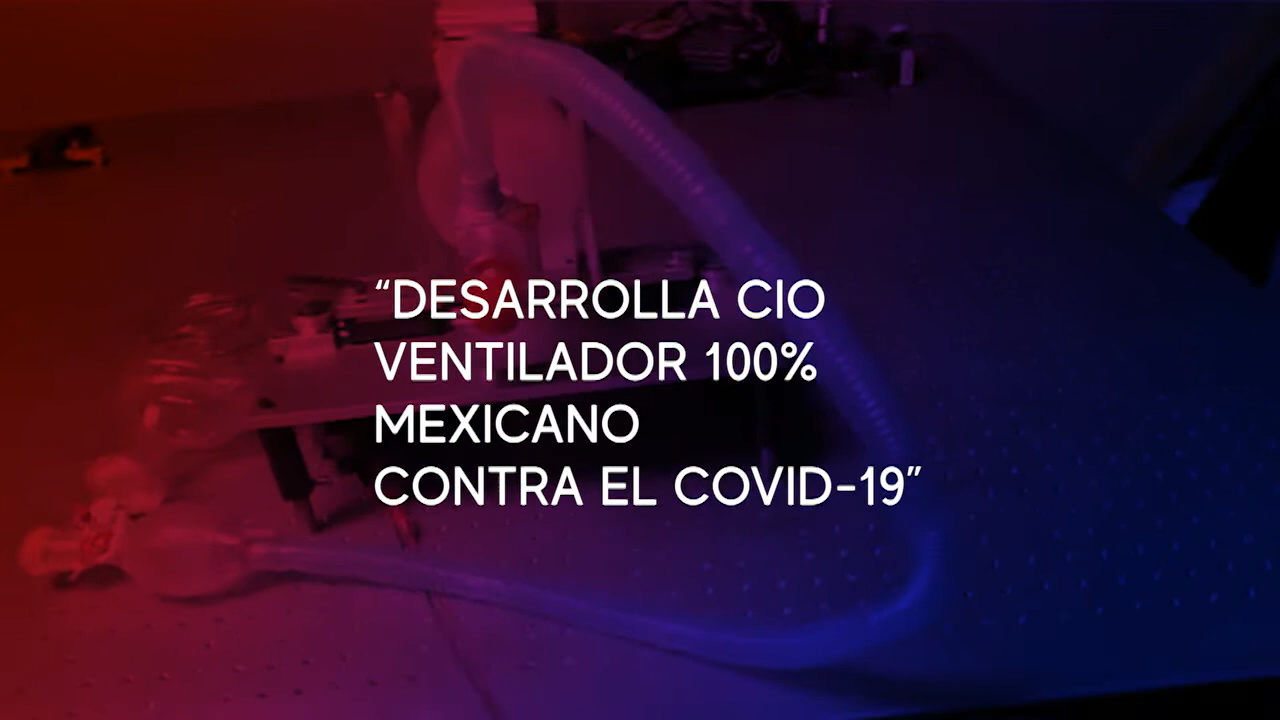 “DESARROLLA CIO
VENTILADOR 100%
MEXICANO
CONTRA EL COVID-19”